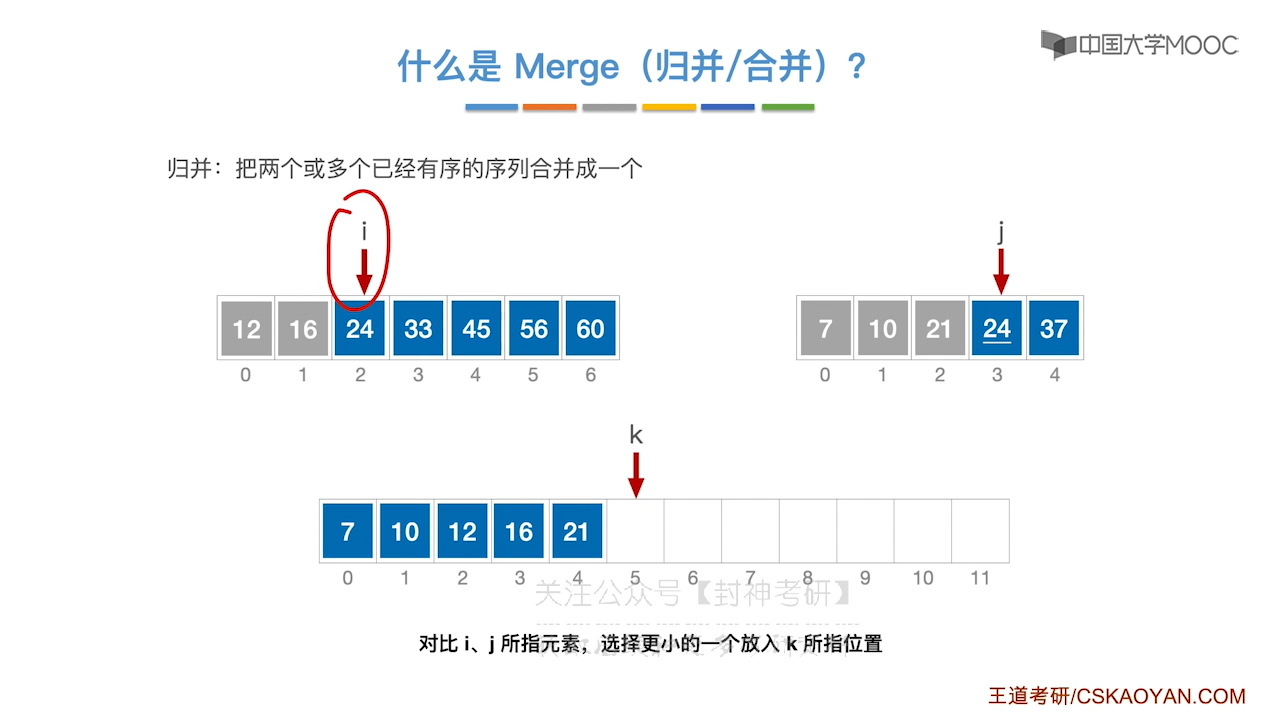 中国大学MOOC
什么是 Merge（归并/合并）?
归并：把两个或多个已经有序的序列合并成一个
i
j
12 16 24 33 45 56 60
7 10 21 24 37
0 1 2 3 4 5 6
0 1 2 3 4
k
7 10 12 16 21
0 1 2 3 4 5 6 7 8 9 10 11
关注公众号【封神考研】
对比 i、j 所指元素，选择更小的一个放入 k 所指位置
王道考研/CSKAOYAN.COM